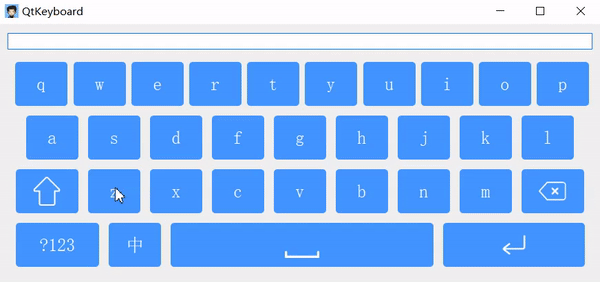 QtKeyboard
q w e r t y u i o p
a s d f g h j k l
z x c v b n m
?123 中